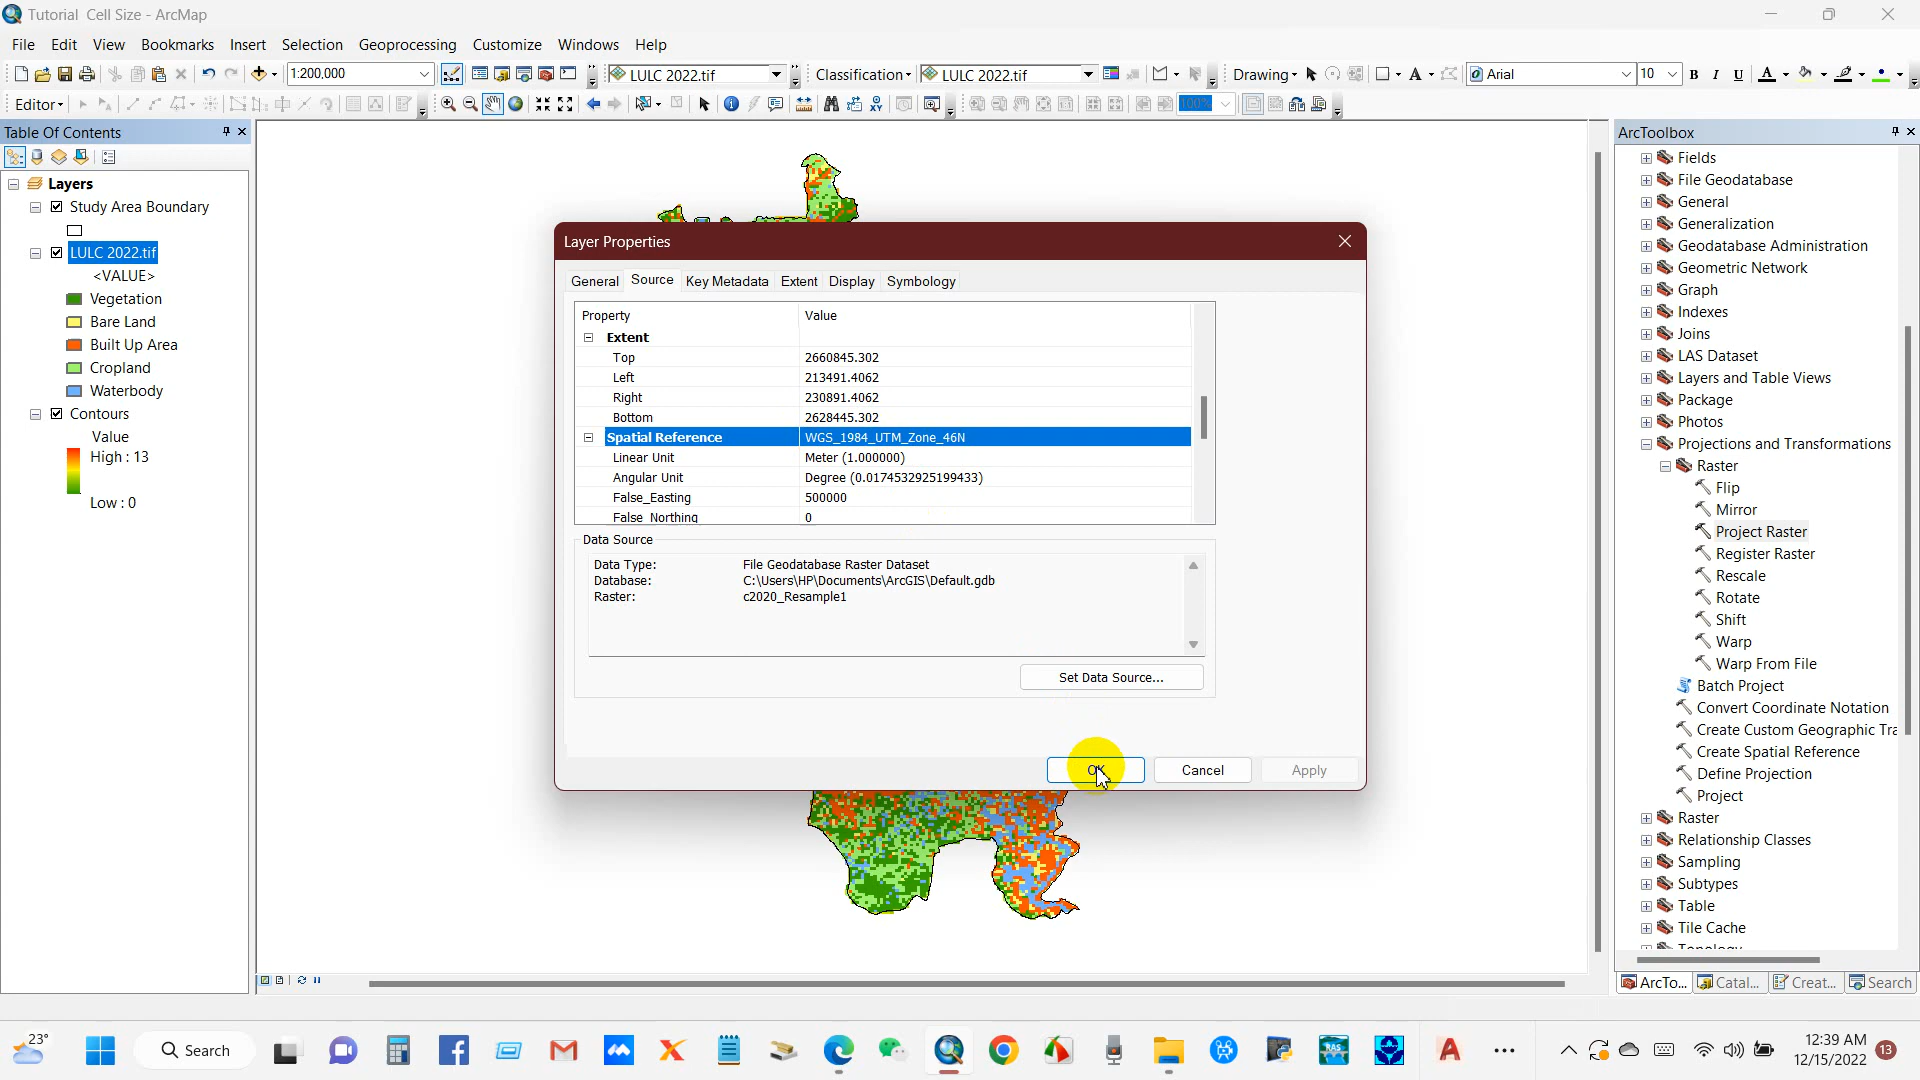 Tutorial Cell Size - ArcMap
File Edit View Bookmarks Insert Selection Geoprocessing Customize Windows Help
1:200,000 LULC 2022.tif Classification LULC 2022.tif Drawing Arial 10 B I U A
Editor 100%
Table Of Contents
Layers
Study Area Boundary
LULC 2022.tif
<VALUE>
Vegetation
Bare Land
Built Up Area
Cropland
Waterbody
Contours
Value
High : 13
Low : 0
Layer Properties
General Source Key Metadata Extent Display Symbology
Property Value
Extent
Top 2660845.302
Left 213491.4062
Right 230891.4062
Bottom 2628445.302
Spatial Reference WGS_1984_UTM_Zone_46N
Linear Unit Meter (1.000000)
Angular Unit Degree (0.0174532925199433)
False_Easting 500000
False_Northing 0
Data Source
Data Type: File Geodatabase Raster Dataset
Database: C:\Users\HP\Documents\ArcGIS\Default.gdb
Raster: c2020_Resample1
Set Data Source...
OK Cancel Apply
ArcToolbox
Fields
File Geodatabase
General
Generalization
Geodatabase Administration
Geometric Network
Graph
Indexes
Joins
LAS Dataset
Layers and Table Views
Package
Photos
Projections and Transformations
Raster
Flip
Mirror
Project Raster
Register Raster
Rescale
Rotate
Shift
Warp
Warp From File
Batch Project
Convert Coordinate Notation
Create Custom Geographic Tra
Create Spatial Reference
Define Projection
Project
Raster
Relationship Classes
Sampling
Subtypes
Table
Tile Cache
ArcTo... Catal... Creat... Search
23°
Search
12:39 AM
12/15/2022
13